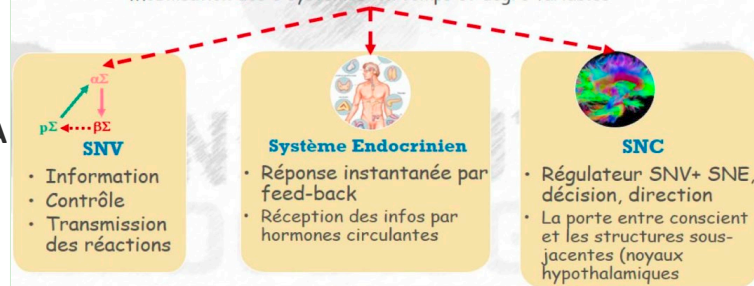 αΣ
pΣ βΣ
SNV
• Information
• Contrôle
• Transmission
des réactions
Système Endocrinien
• Réponse instantanée par
feed-back
• Réception des infos par
hormones circulantes
SNC
• Régulateur SNV+ SNE,
décision, direction
• La porte entre conscient
et les structures sous-
jacentes (noyaux
hypothalamiques